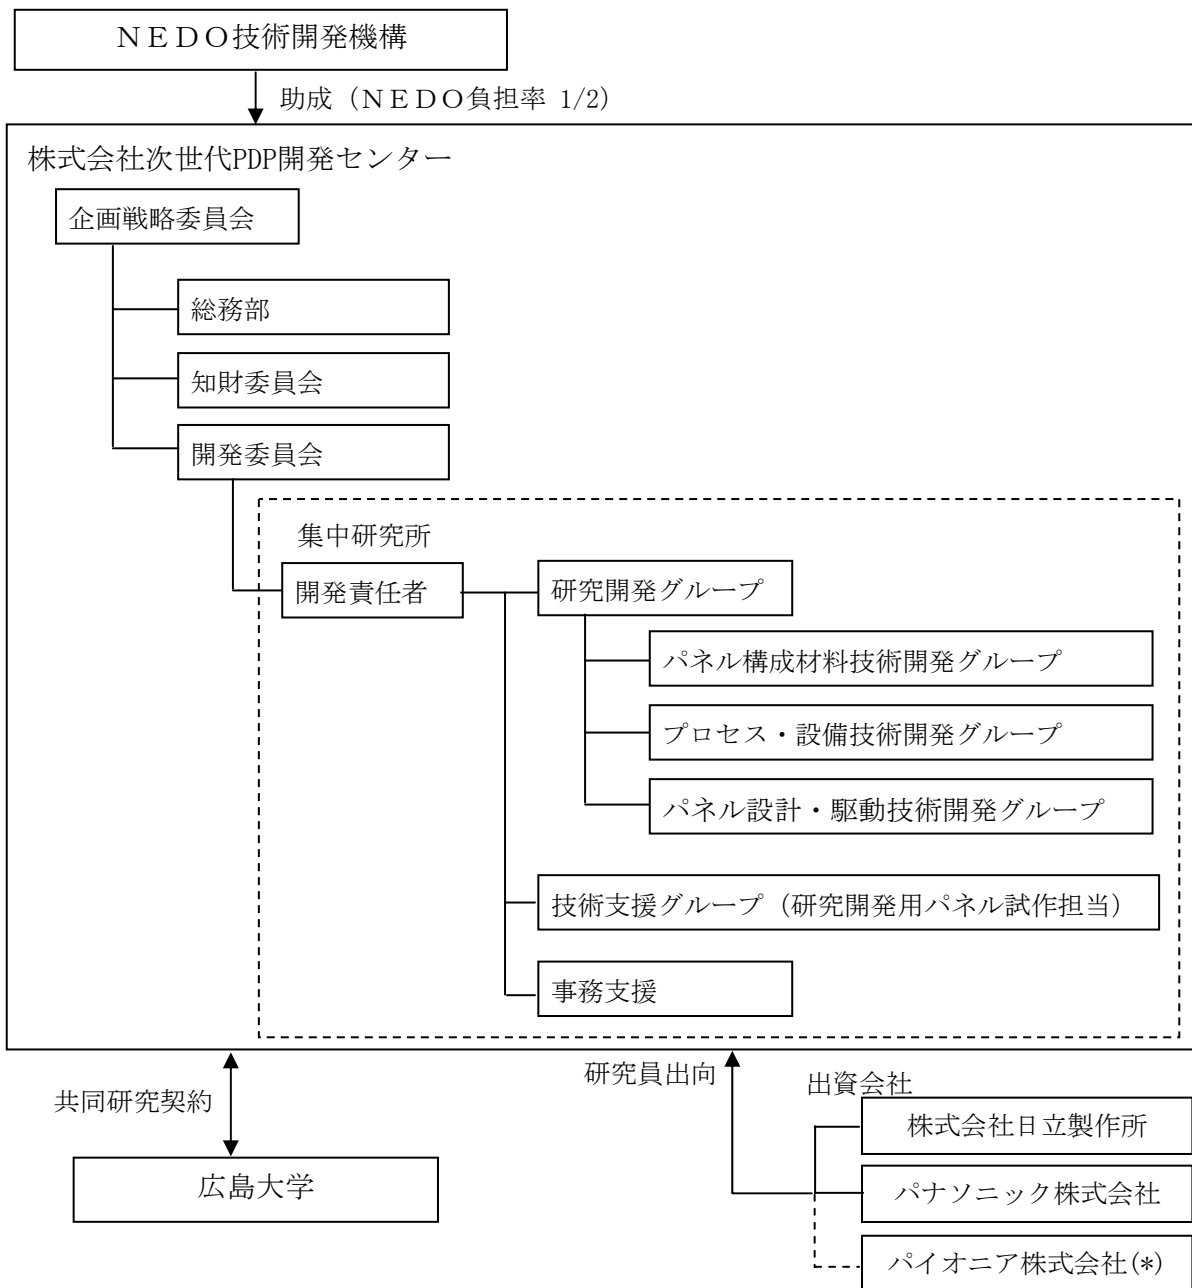 NEDO技術開発機構
助成（NEDO負担率 1/2）
株式会社次世代PDP開発センター
企画戦略委員会
総務部
知財委員会
開発委員会
集中研究所
開発責任者
研究開発グループ
パネル構成材料技術開発グループ
プロセス・設備技術開発グループ
パネル設計・駆動技術開発グループ
技術支援グループ（研究開発用パネル試作担当）
事務支援
共同研究契約
広島大学
研究員出向
出資会社
株式会社日立製作所
パナソニック株式会社
パイオニア株式会社(*)